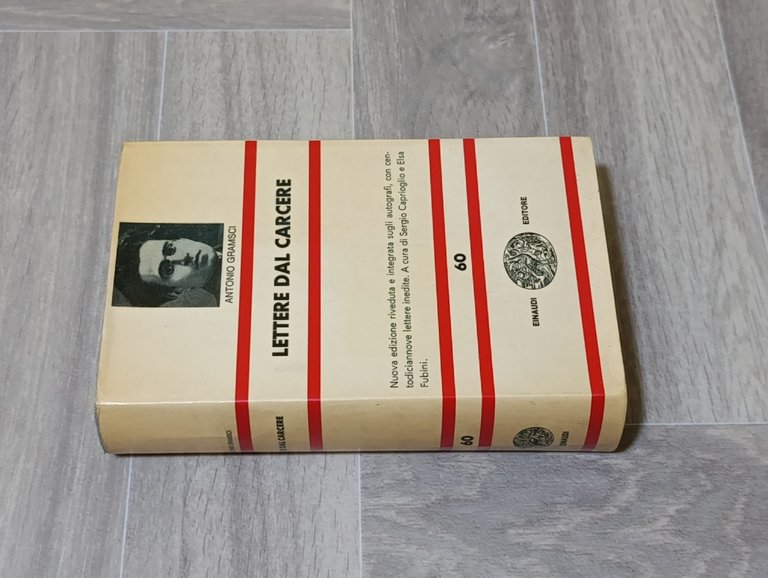 ANTONIO GRAMSCI
LETTERE DAL CARCERE
Nuova edizione riveduta e integrata sugli autografi, con cen-
todiciannove lettere inedite. A cura di Sergio Caprioglio e Elsa
Fubini.
60
EINAUDI EDITORE
GRAMSCI
DAL CARCERE
60
EINAUDI